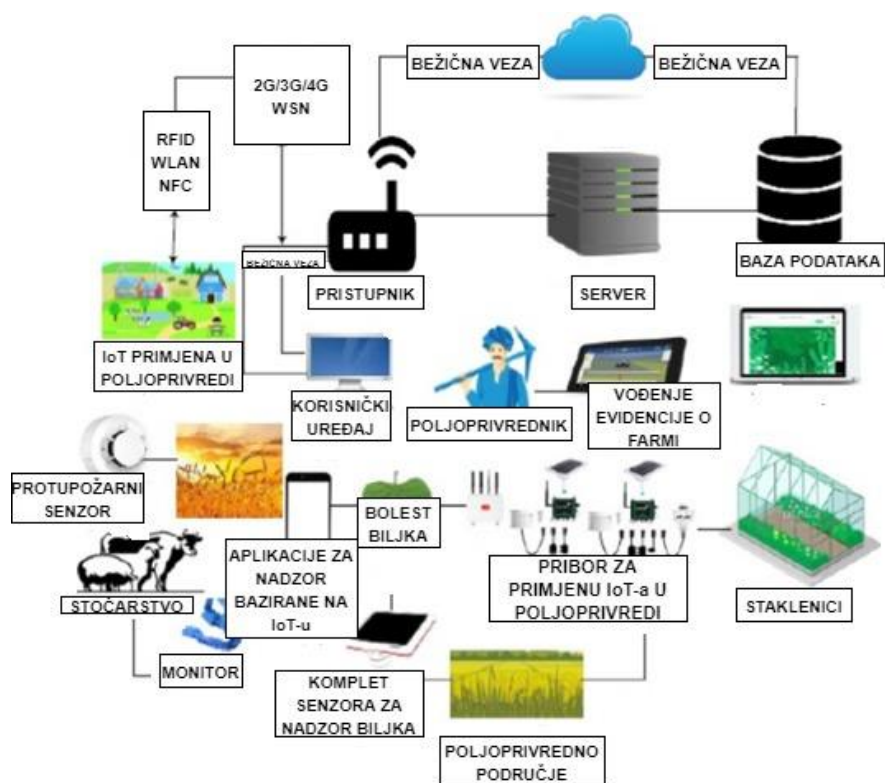 BEŽIČNA VEZA
BEŽIČNA VEZA
2G/3G/4G
WSN
RFID
WLAN
NFC
BEŽIČNA VEZA
PRISTUPNIK
SERVER
BAZA PODATAKA
IoT PRIMJENA U
POLJOPRIVREDI
KORISNIČKI
UREĐAJ
POLJOPRIVREDNIK
VOĐENJE
EVIDENCIJE O
FARMI
PROTUPOŽARNI
SENZOR
BOLEST
BILJKA
APLIKACIJE ZA
NADZOR
BAZIRANE NA
IoT-u
PRIBOR ZA
PRIMJENU IoT-a U
POLJOPRIVREDI
STAKLENICI
STOČARSTVO
MONITOR
KOMPLET
SENZORA ZA
NADZOR BILJKA
POLJOPRIVREDNO
PODRUČJE